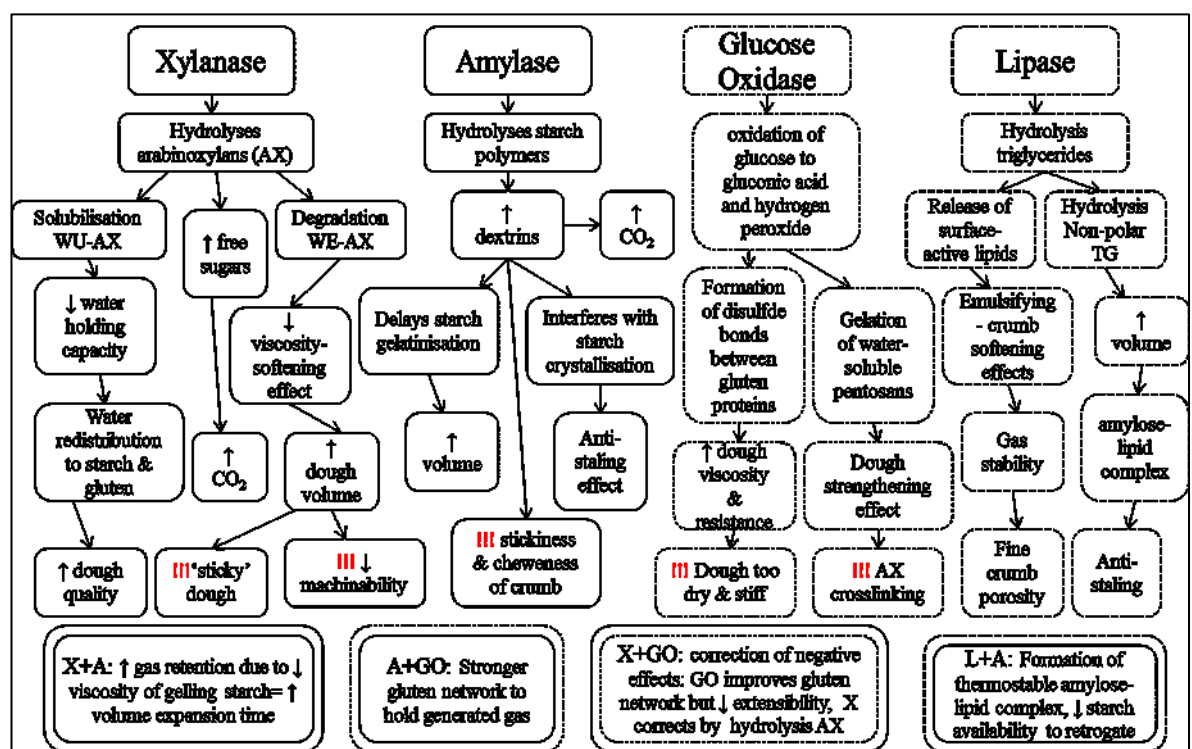 Xylanase
Hydrolyses
arabinoxylans (AX)
Solubilisation
WU-AX
↓ water
holding
capacity
Water
redistribution
to starch &
gluten
↑ dough
quality
↑ free
sugars
↑
CO₂
Degradation
WE-AX
↓
viscosity-
softening
effect
↑
dough
volume
!!! 'sticky'
dough
!!! ↓
machinability
Amylase
Hydrolyses starch
polymers
↑
dextrins
↑
CO₂
Delays starch
gelatinisation
↑
volume
Interferes with
starch
crystallisation
Anti-
staling
effect
!!! stickiness
& cheweness
of crumb
Glucose
Oxidase
oxidation of
glucose to
gluconic acid
and hydrogen
peroxide
Formation
of disulfde
bonds
between
gluten
proteins
↑ dough
viscosity
&
resistance
!!! Dough too
dry & stiff
Gelation
of water-
soluble
pentosans
Dough
strengthening
effect
!!! AX
crosslinking
Lipase
Hydrolysis
triglycerides
Release of
surface-
active lipids
Emulsifying
- crumb
softening
effects
Gas
stability
Fine
crumb
porosity
Hydrolysis
Non-polar
TG
↑
volume
amylose-
lipid
complex
Anti-
staling
X+A: ↑ gas retention due to ↓
viscosity of gelling starch= ↑
volume expansion time
A+GO: Stronger
gluten network to
hold generated gas
X+GO: correction of negative
effects: GO improves gluten
network but ↓ extensibility, X
corrects by hydrolysis AX
L+A: Formation of
thermostable amylose-
lipid complex, ↓ starch
availability to retrogate